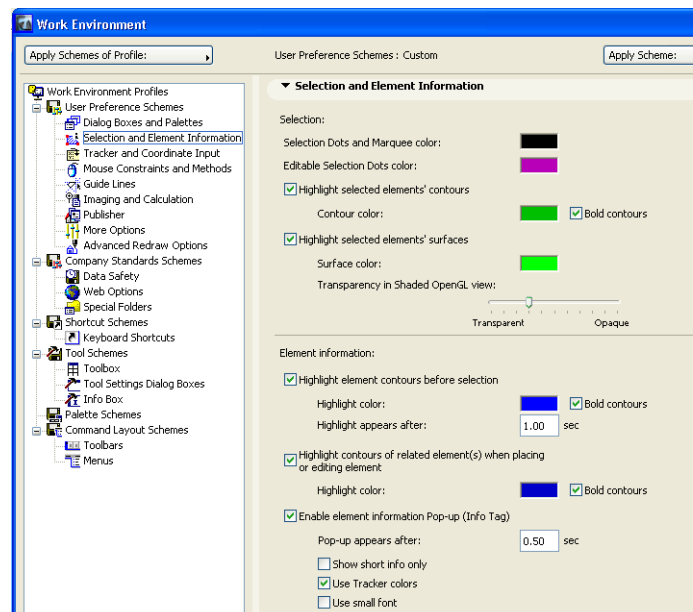 Work Environment
Apply Schemes of Profile:
User Preference Schemes : Custom
Apply Scheme:
Work Environment Profiles
User Preference Schemes
Dialog Boxes and Palettes
Selection and Element Information
Tracker and Coordinate Input
Mouse Constraints and Methods
Guide Lines
Imaging and Calculation
Publisher
More Options
Advanced Redraw Options
Company Standards Schemes
Data Safety
Web Options
Special Folders
Shortcut Schemes
Keyboard Shortcuts
Tool Schemes
Toolbox
Tool Settings Dialog Boxes
Info Box
Palette Schemes
Command Layout Schemes
Toolbars
Menus
Selection and Element Information
Selection:
Selection Dots and Marquee color:
Editable Selection Dots color:
Highlight selected elements' contours
Contour color:
Bold contours
Highlight selected elements' surfaces
Surface color:
Transparency in Shaded OpenGL view:
Transparent
Opaque
Element information:
Highlight element contours before selection
Highlight color:
Bold contours
Highlight appears after:
1.00
sec
Highlight contours of related element(s) when placing
or editing element
Highlight color:
Bold contours
Enable element information Pop-up (Info Tag)
Pop-up appears after:
0.50
sec
Show short info only
Use Tracker colors
Use small font